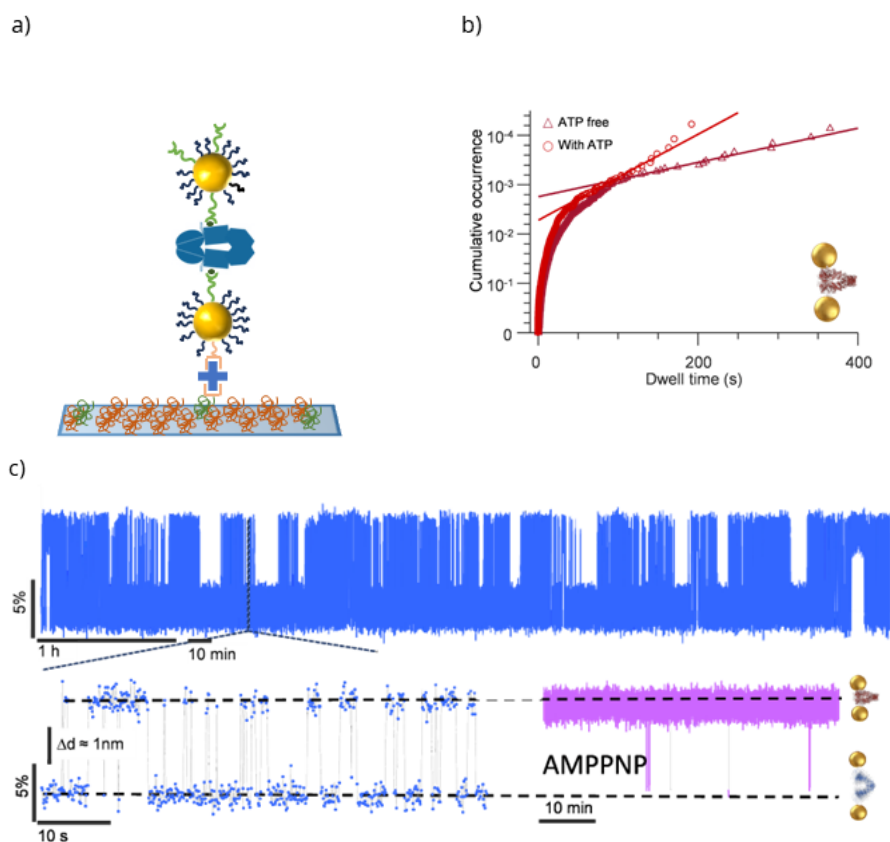 a)
b)
Cumulative occurrence
10-4
10-3
10-2
10-1
0
△ ATP free
○ With ATP
0
200
400
Dwell time (s)
c)
5%
1 h
10 min
Δd ≈ 1nm
5%
10 s
AMPPNP
10 min